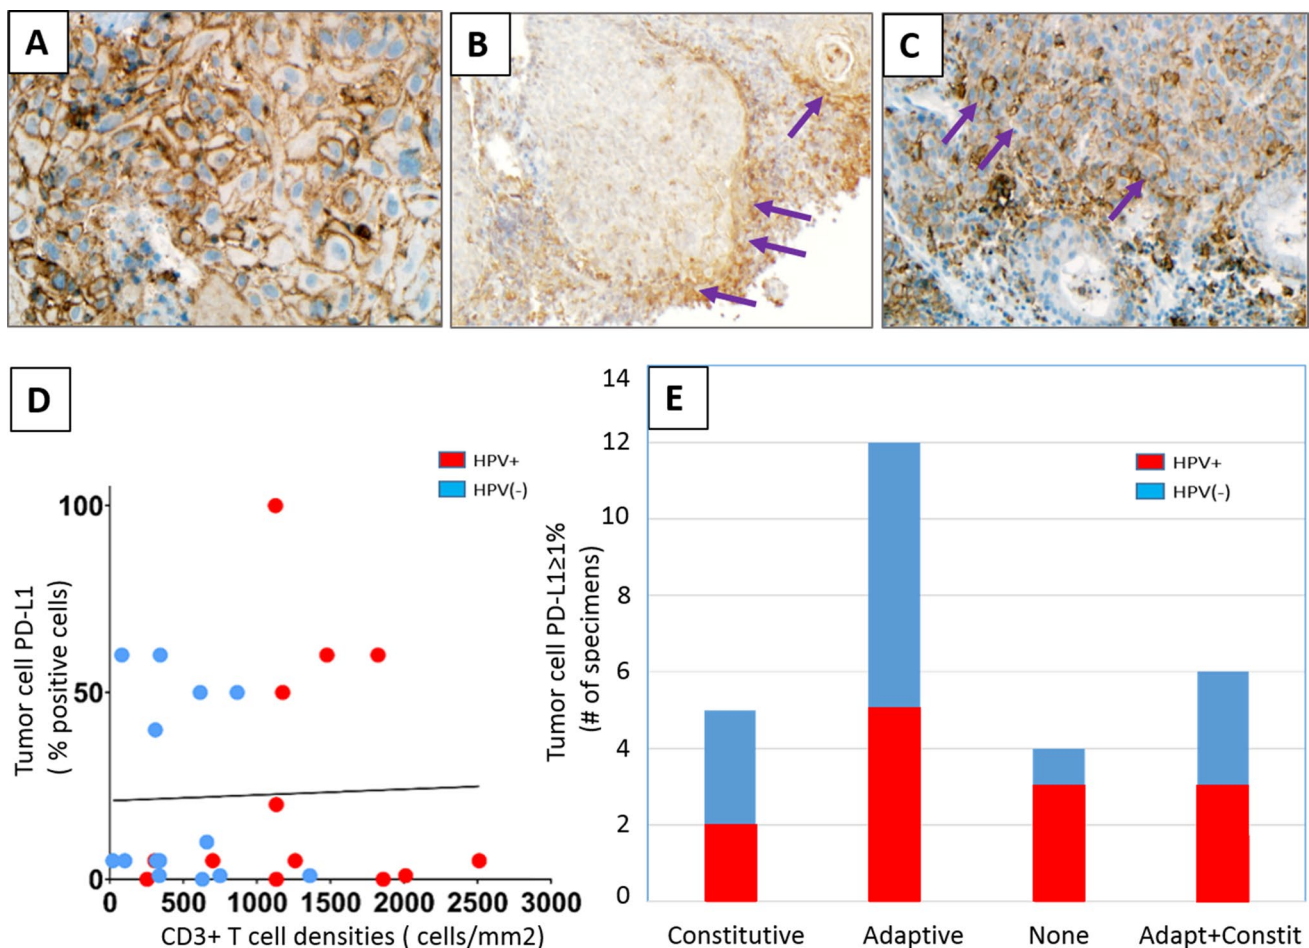 A
B
C
D
HPV+
HPV(-)
Tumor cell PD-L1
( % positive cells)
100
50
0
0 500 1000 1500 2000 2500 3000
CD3+ T cell densities ( cells/mm2)
E
HPV+
HPV(-)
Tumor cell PD-L1≥1%
(# of specimens)
14
12
10
8
6
4
2
0
Constitutive Adaptive None Adapt+Constit